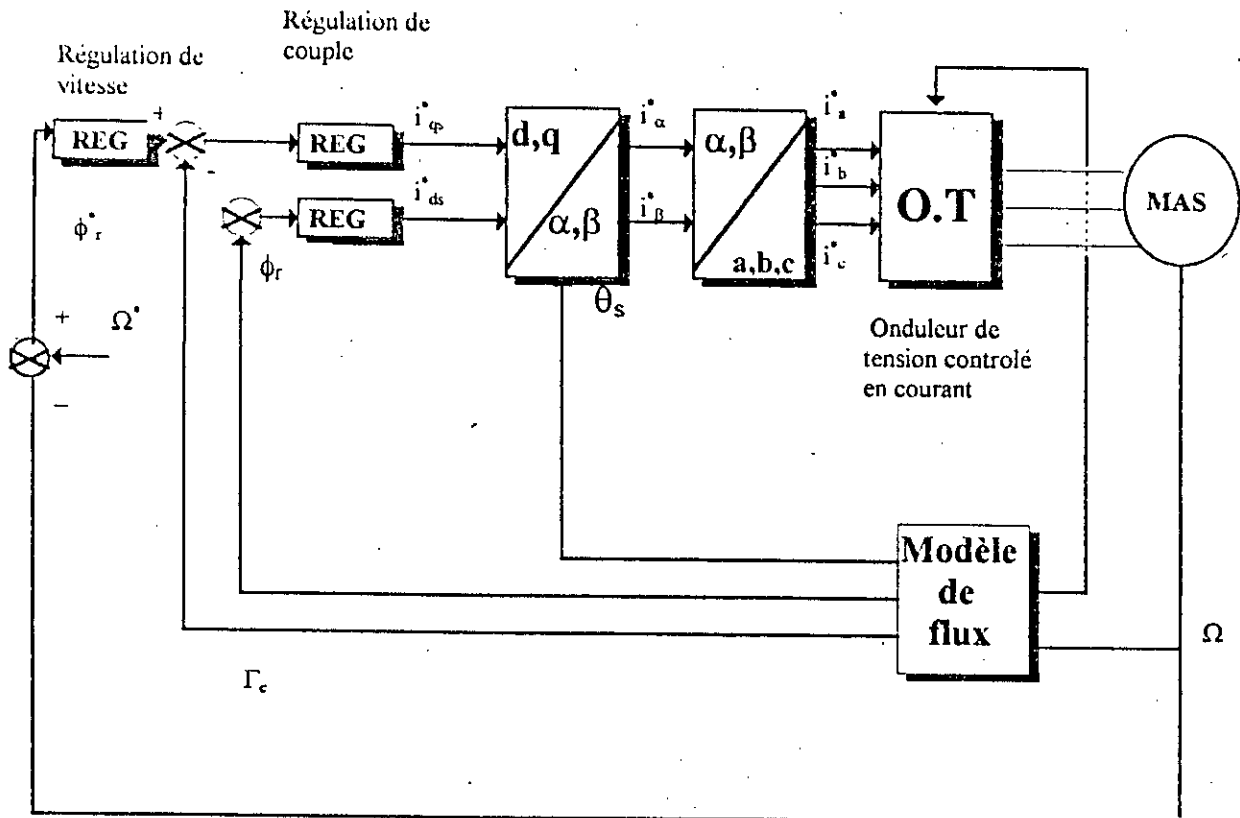 Régulation de
vitesse
Régulation de
couple
REG
+
-
REG
i*qp
REG
i*ds
φ*r
φr
d,q
α,β
θs
i*α
i*β
α,β
a,b,c
i*a
i*b
i*c
O.T
MAS
Onduleur de
tension controlé
en courant
+
Ω*
−
Modèle
de
flux
Ω
Γe